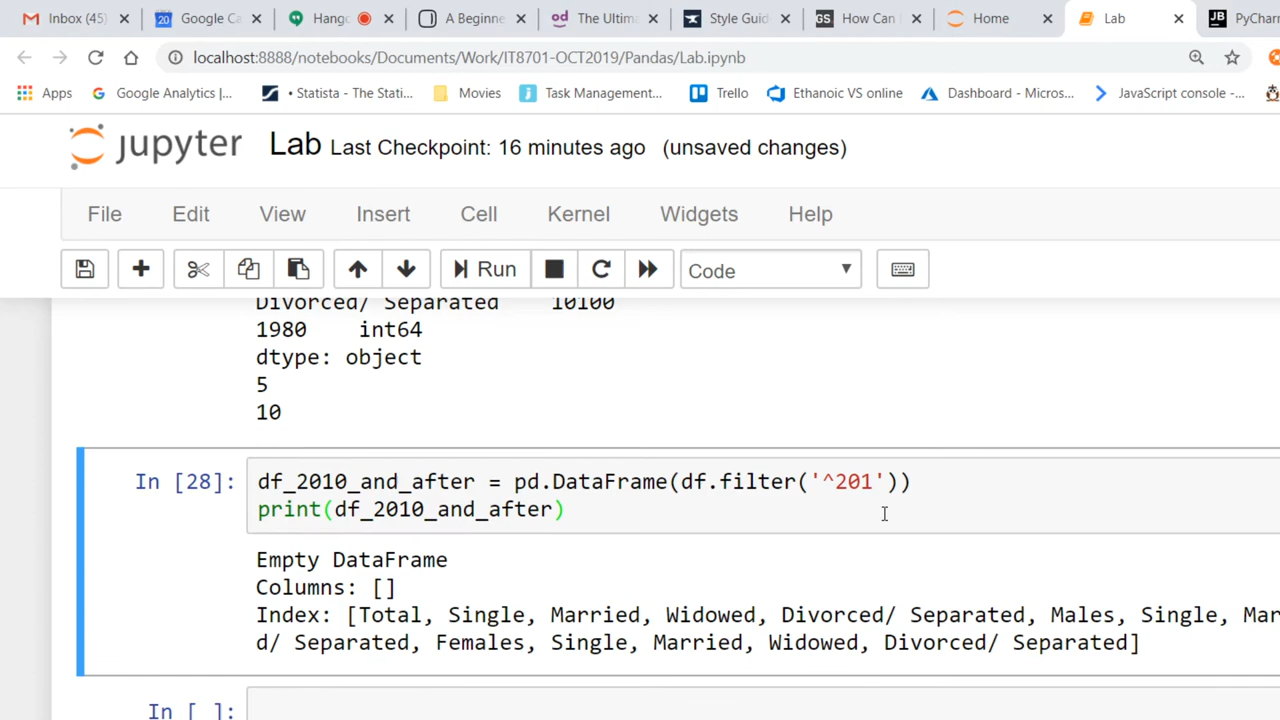 Inbox (45) Google Ca Hango A Beginne The Ultim Style Guid How Can I Home Lab PyChar
localhost:8888/notebooks/Documents/Work/IT8701-OCT2019/Pandas/Lab.ipynb
Apps Google Analytics |... • Statista - The Stati... Movies Task Management... Trello Ethanoic VS online Dashboard - Micros... JavaScript console -...
jupyter Lab Last Checkpoint: 16 minutes ago (unsaved changes)
File Edit View Insert Cell Kernel Widgets Help
Run Code
Divorced/ Separated 10100
1980 int64
dtype: object
5
10
In [28]: df_2010_and_after = pd.DataFrame(df.filter('^201'))
print(df_2010_and_after)
Empty DataFrame
Columns: []
Index: [Total, Single, Married, Widowed, Divorced/ Separated, Males, Single, Mar
d/ Separated, Females, Single, Married, Widowed, Divorced/ Separated]
In [ ]: